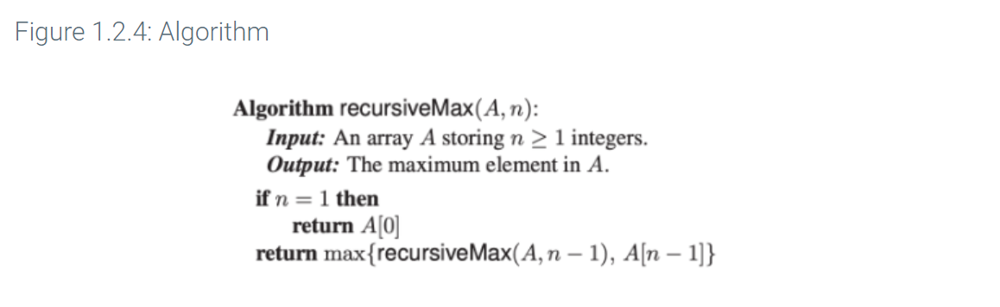 Figure 1.2.4: Algorithm
Algorithm recursiveMax(A, n):
Input: An array A storing n ≥ 1 integers.
Output: The maximum element in A.
if n = 1 then
return A[0]
return max{recursiveMax(A, n − 1), A[n − 1]}